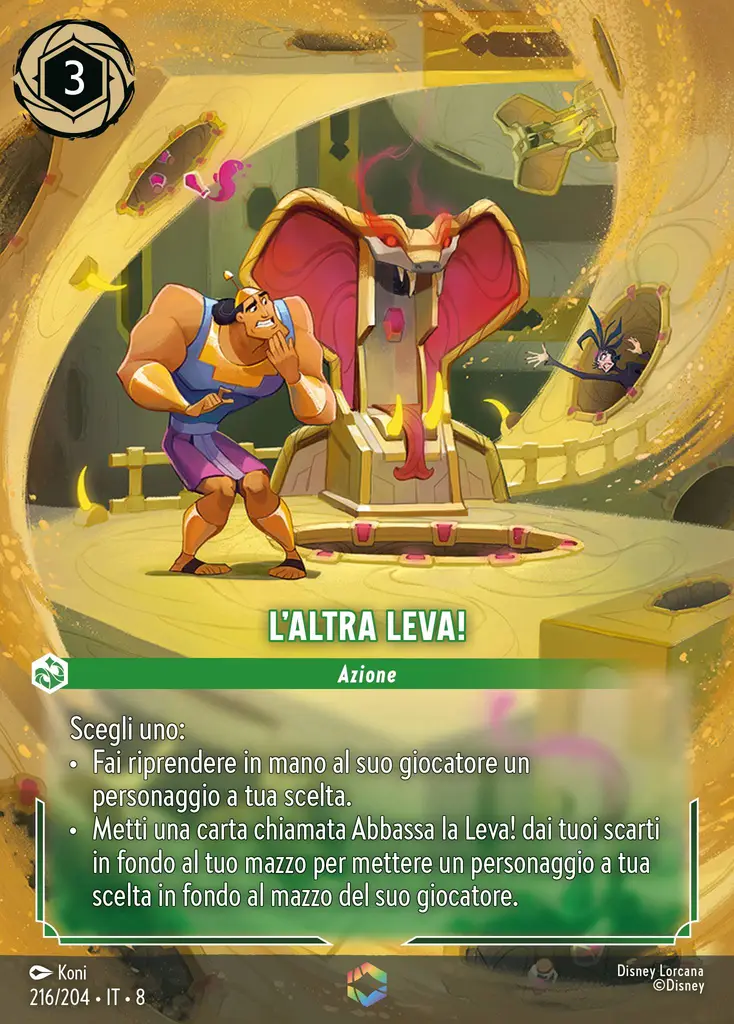 3
L'ALTRA LEVA!
Azione
Scegli uno:
• Fai riprendere in mano al suo giocatore un
personaggio a tua scelta.
• Metti una carta chiamata Abbassa la Leva! dai tuoi scarti
in fondo al tuo mazzo per mettere un personaggio a tua
scelta in fondo al mazzo del suo giocatore.
Koni
Disney Lorcana
216/204 • IT • 8
©Disney